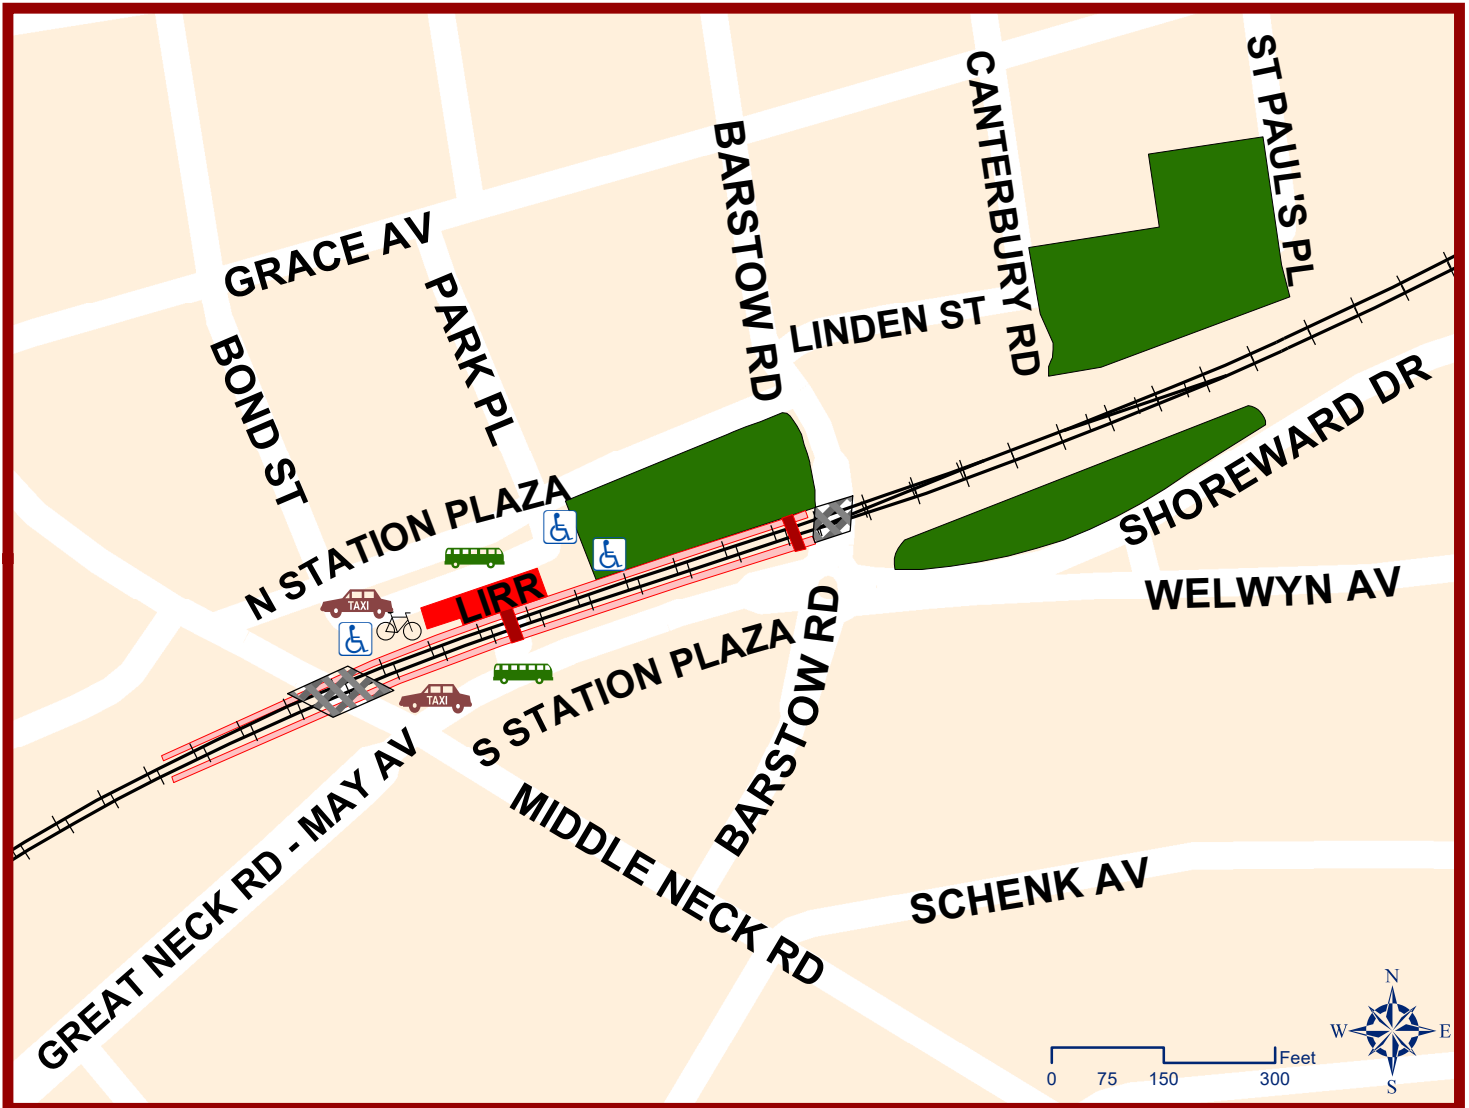 ST PAUL'S PL
CANTERBURY RD
BARSTOW RD
GRACE AV
PARK PL
LINDEN ST
BOND ST
SHOREWARD DR
N STATION PLAZA
LIRR
TAXI
WELWYN AV
S STATION PLAZA
TAXI
BARSTOW RD
GREAT NECK RD - MAY AV
MIDDLE NECK RD
SCHENK AV
N
W
E
S
Feet
0 75 150 300